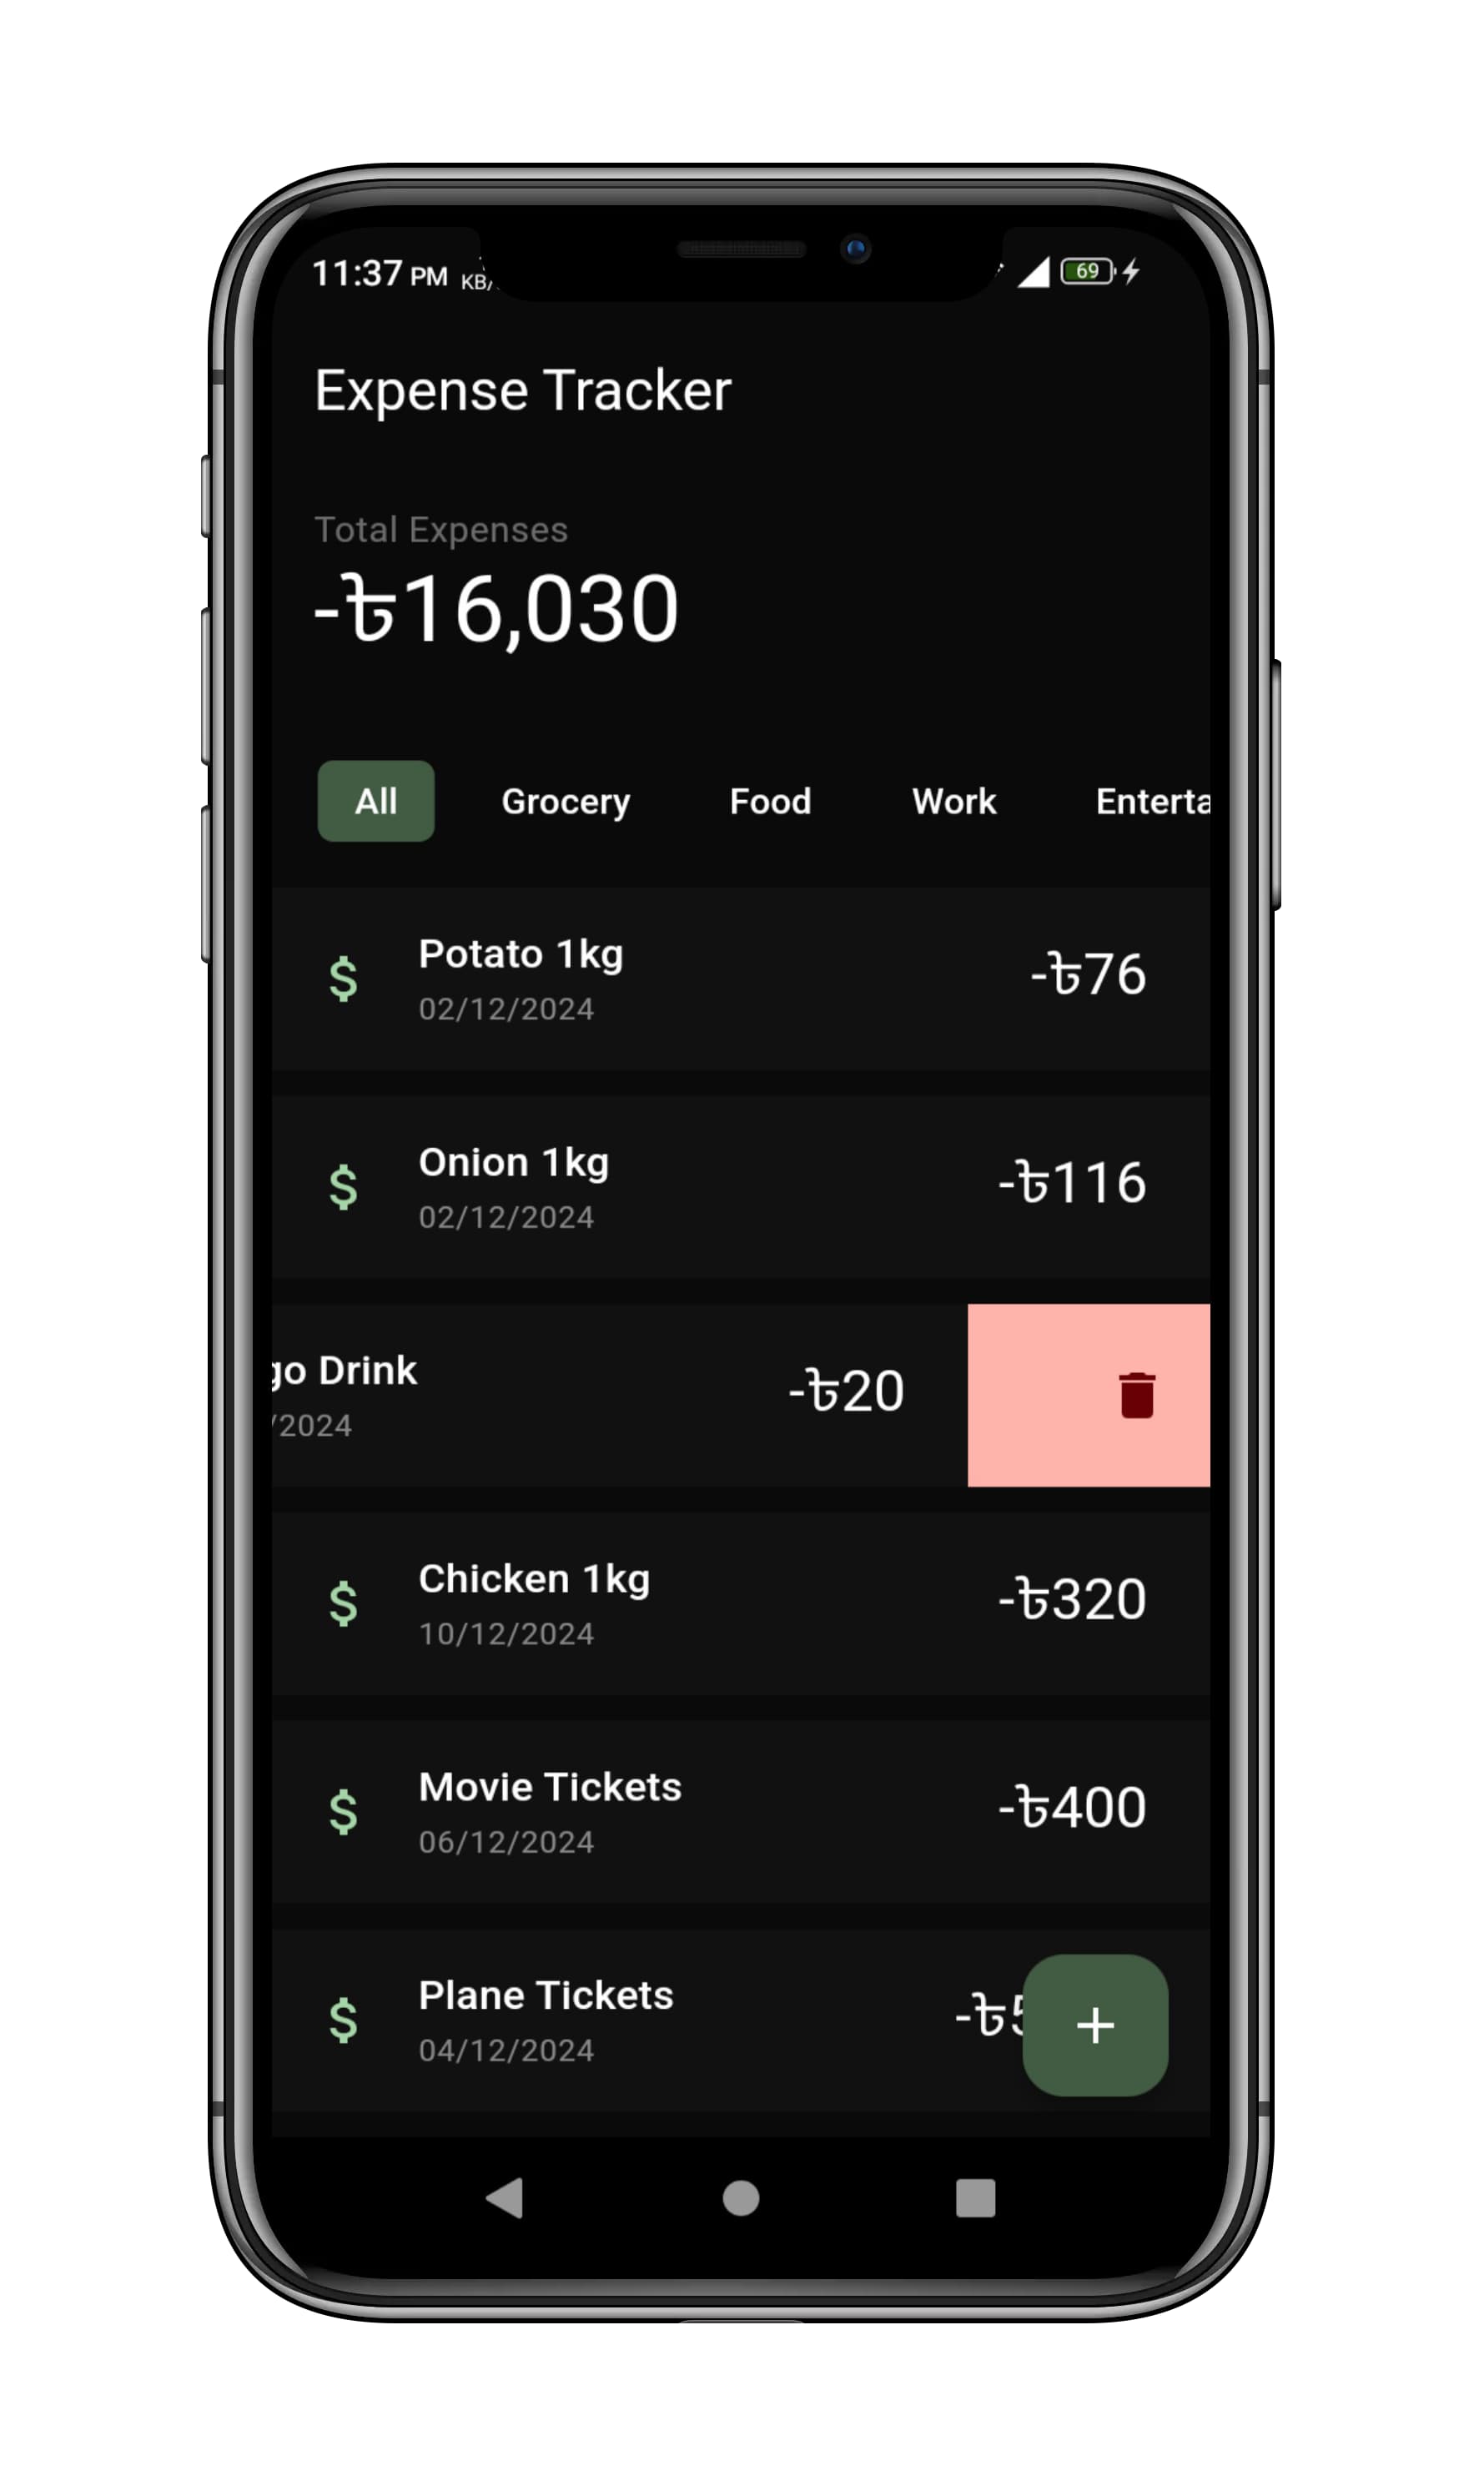 11:37 PM KB/
69
Expense Tracker
Total Expenses
-৳16,030
All Grocery Food Work Enterta
$ Potato 1kg -৳76
02/12/2024
$ Onion 1kg -৳116
02/12/2024
go Drink -৳20
/2024
$ Chicken 1kg -৳320
10/12/2024
$ Movie Tickets -৳400
06/12/2024
$ Plane Tickets -৳5
04/12/2024
+